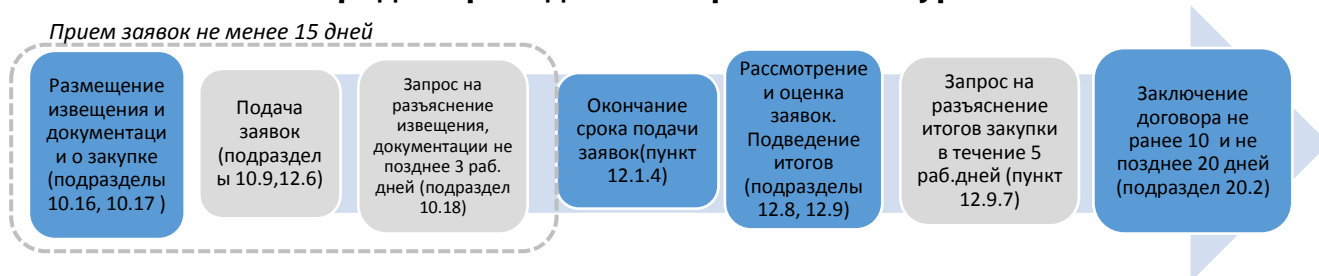 Прием заявок не менее 15 дней
Размещение
извещения и
документаци
и о закупке
(подразделы
10.16, 10.17 )
Подача
заявок
(подраздел
ы 10.9,12.6)
Запрос на
разъяснение
извещения,
документации не
позднее 3 раб.
дней (подраздел
10.18)
Окончание
срока подачи
заявок(пункт
12.1.4)
Рассмотрение
и оценка
заявок.
Подведение
итогов
(подразделы
12.8, 12.9)
Запрос на
разъяснение
итогов закупки
в течение 5
раб.дней (пункт
12.9.7)
Заключение
договора не
ранее 10  и не
позднее 20 дней
(подраздел 20.2)